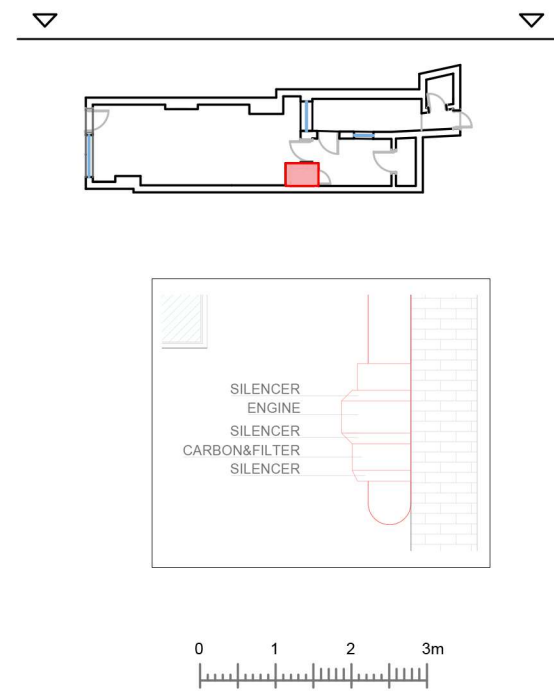 SILENCER
ENGINE
SILENCER
CARBON&FILTER
SILENCER
0 1 2 3m